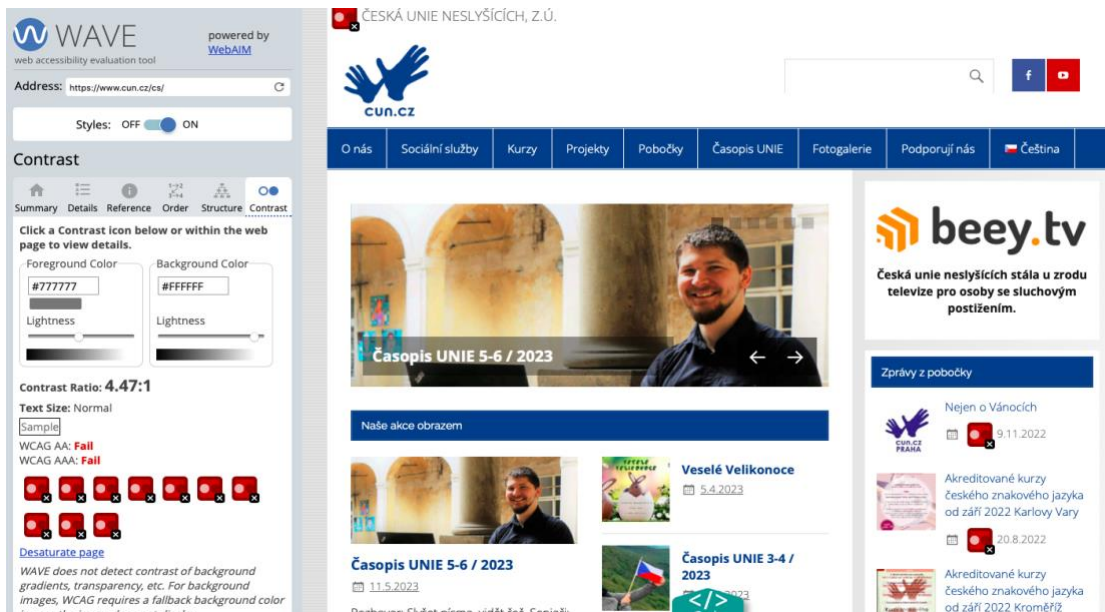 WAVE
powered by
WebAIM
web accessibility evaluation tool
Address: https://www.cun.cz/cs/
Styles: OFF ON
Contrast
Summary Details Reference Order Structure Contrast
Click a Contrast icon below or within the web
page to view details.
Foreground Color
#777777
Lightness
Background Color
#FFFFFF
Lightness
Contrast Ratio: 4.47:1
Text Size: Normal
Sample
WCAG AA: Fail
WCAG AAA: Fail
Desaturate page
WAVE does not detect contrast of background
gradients, transparency, etc. For background
images, WCAG requires a fallback background color
ČESKÁ UNIE NESLYŠÍCÍCH, Z.Ú.
cun.cz
O nás Sociální služby Kurzy Projekty Pobočky Časopis UNIE Fotogalerie Podporují nás Čeština
Časopis UNIE 5-6 / 2023
Naše akce obrazem
Časopis UNIE 5-6 / 2023
11.5.2023
Veselé Velikonoce
5.4.2023
Časopis UNIE 3-4 /
2023
</>
beey.tv
Česká unie neslyšících stála u zrodu
televize pro osoby se sluchovým
postižením.
Zprávy z pobočky
CUN.CZ
PRAHA
Nejen o Vánocích
9.11.2022
Akreditované kurzy
českého znakového jazyka
od září 2022 Karlovy Vary
20.8.2022
Akreditované kurzy
českého znakového jazyka
od září 2022 Kroměříž